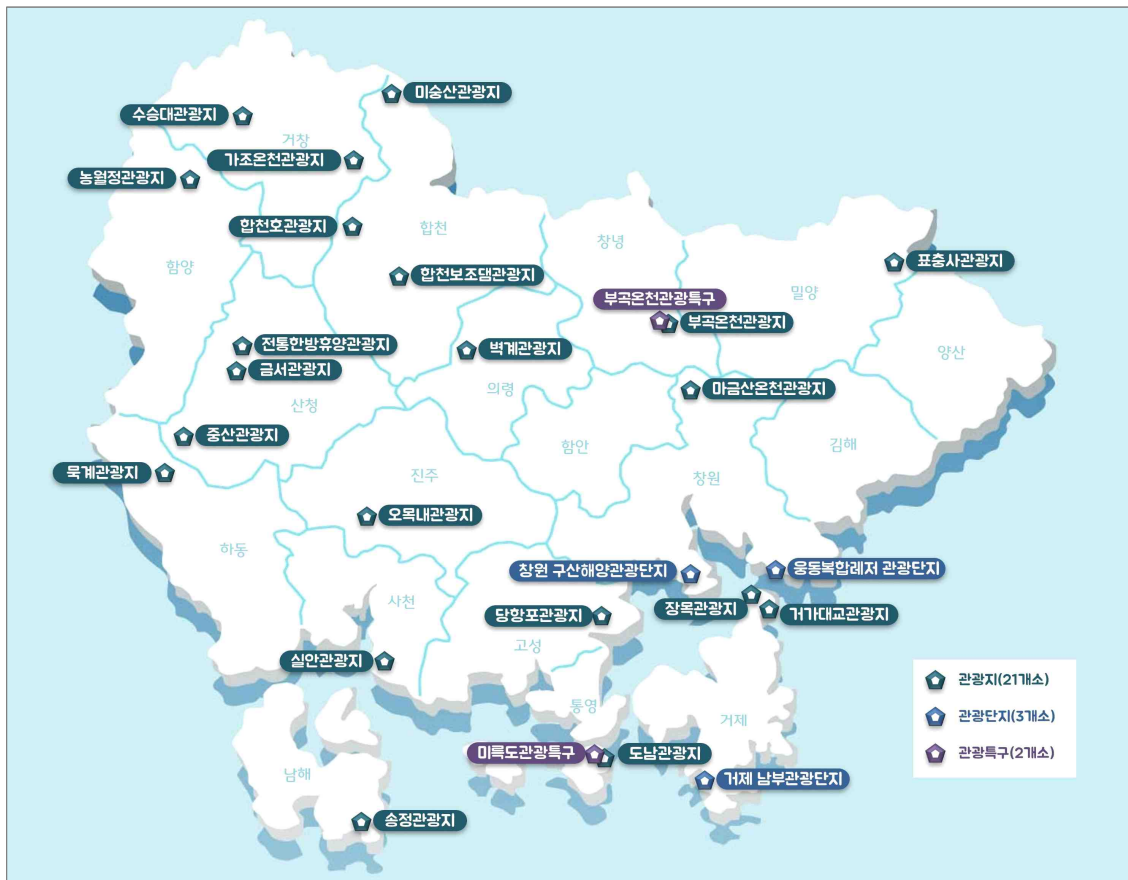 미숭산관광지
수승대관광지
거창
가조온천관광지
농월정관광지
합천호관광지
합천
창녕
함양
합천보조댐관광지
표충사관광지
밀양
부곡온천관광특구
부곡온천관광지
전통한방휴양관광지
벽계관광지
양산
금서관광지
의령
마금산온천관광지
산청
중산관광지
함안
김해
묵계관광지
진주
창원
오목내관광지
하동
창원 구산해양관광단지
웅동복합레저 관광단지
사천
당항포관광지
장목관광지
거가대교관광지
고성
실안관광지
관광지(21개소)
통영
거제
관광단지(3개소)
미륵도관광특구
도남관광지
관광특구(2개소)
남해
거제 남부관광단지
송정관광지